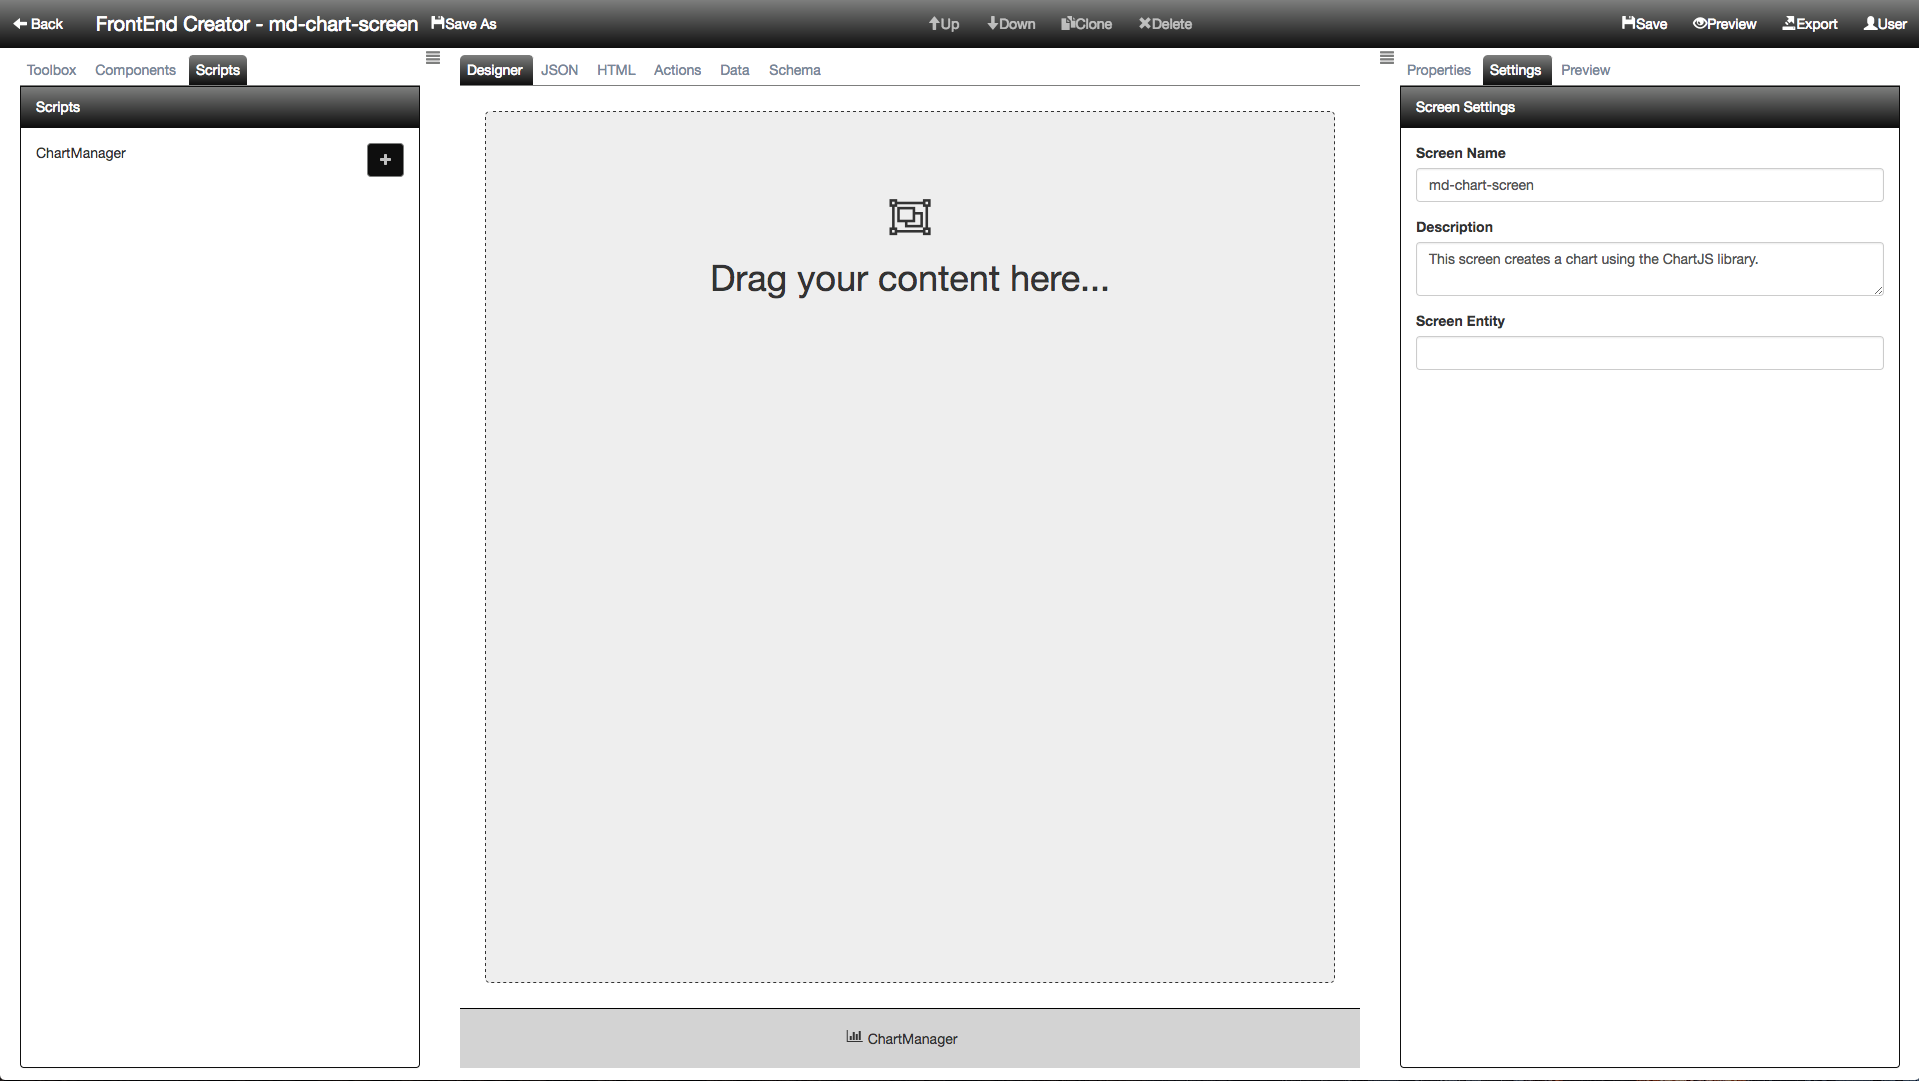 Back FrontEnd Creator - md-chart-screen Save As Up Down Clone Delete Save Preview Export User
Toolbox Components Scripts
Scripts
ChartManager +
Designer JSON HTML Actions Data Schema
Drag your content here...
ChartManager
Properties Settings Preview
Screen Settings
Screen Name
md-chart-screen
Description
This screen creates a chart using the ChartJS library.
Screen Entity